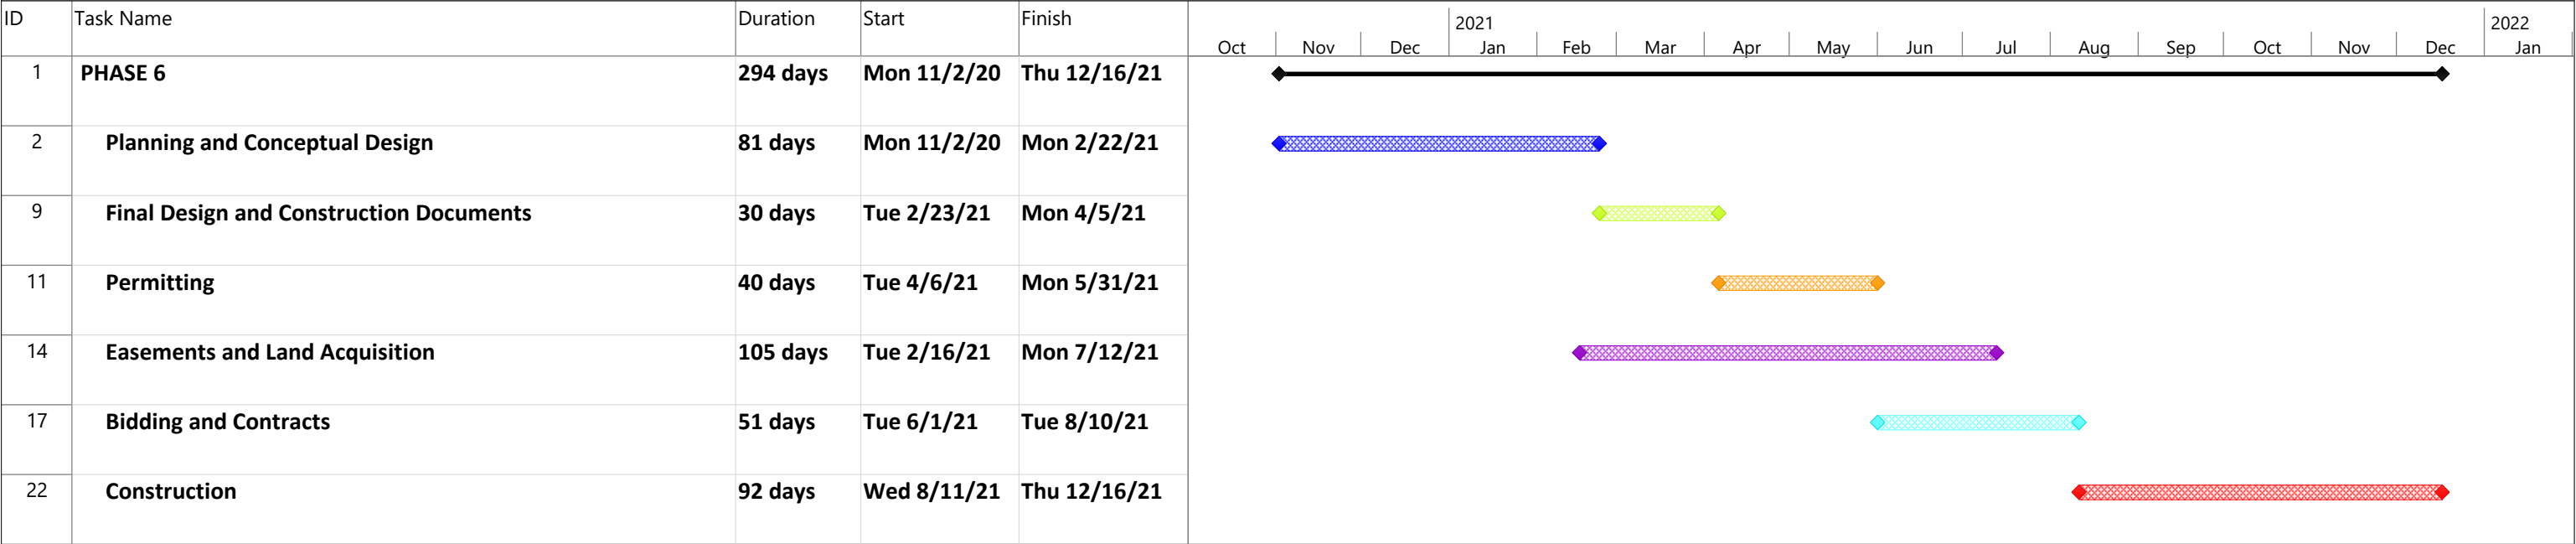 ID Task Name Duration Start Finish 2021 2022
Oct Nov Dec Jan Feb Mar Apr May Jun Jul Aug Sep Oct Nov Dec Jan
1 PHASE 6 294 days Mon 11/2/20 Thu 12/16/21
2 Planning and Conceptual Design 81 days Mon 11/2/20 Mon 2/22/21
9 Final Design and Construction Documents 30 days Tue 2/23/21 Mon 4/5/21
11 Permitting 40 days Tue 4/6/21 Mon 5/31/21
14 Easements and Land Acquisition 105 days Tue 2/16/21 Mon 7/12/21
17 Bidding and Contracts 51 days Tue 6/1/21 Tue 8/10/21
22 Construction 92 days Wed 8/11/21 Thu 12/16/21